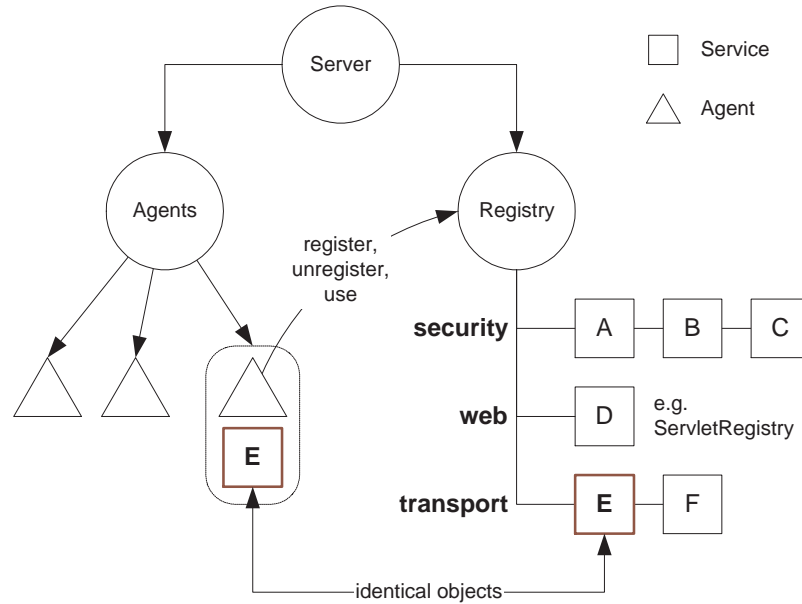 Server
Service
Agent
Agents
Registry
register,
unregister,
use
security
A
B
C
web
D
e.g.
ServletRegistry
E
transport
E
F
identical objects